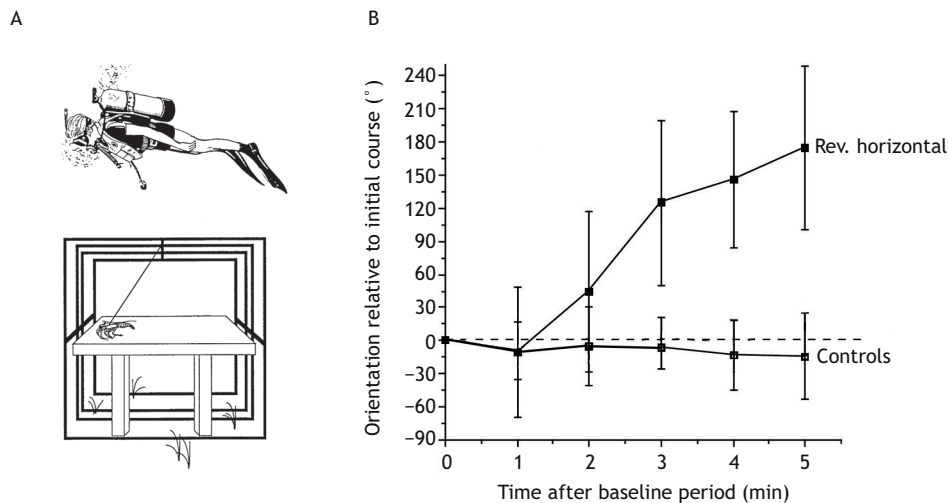 A
B
Orientation relative to initial course (°)
240
210
180
150
120
90
60
30
0
−30
−60
−90
Rev. horizontal
Controls
0 1 2 3 4 5
Time after baseline period (min)